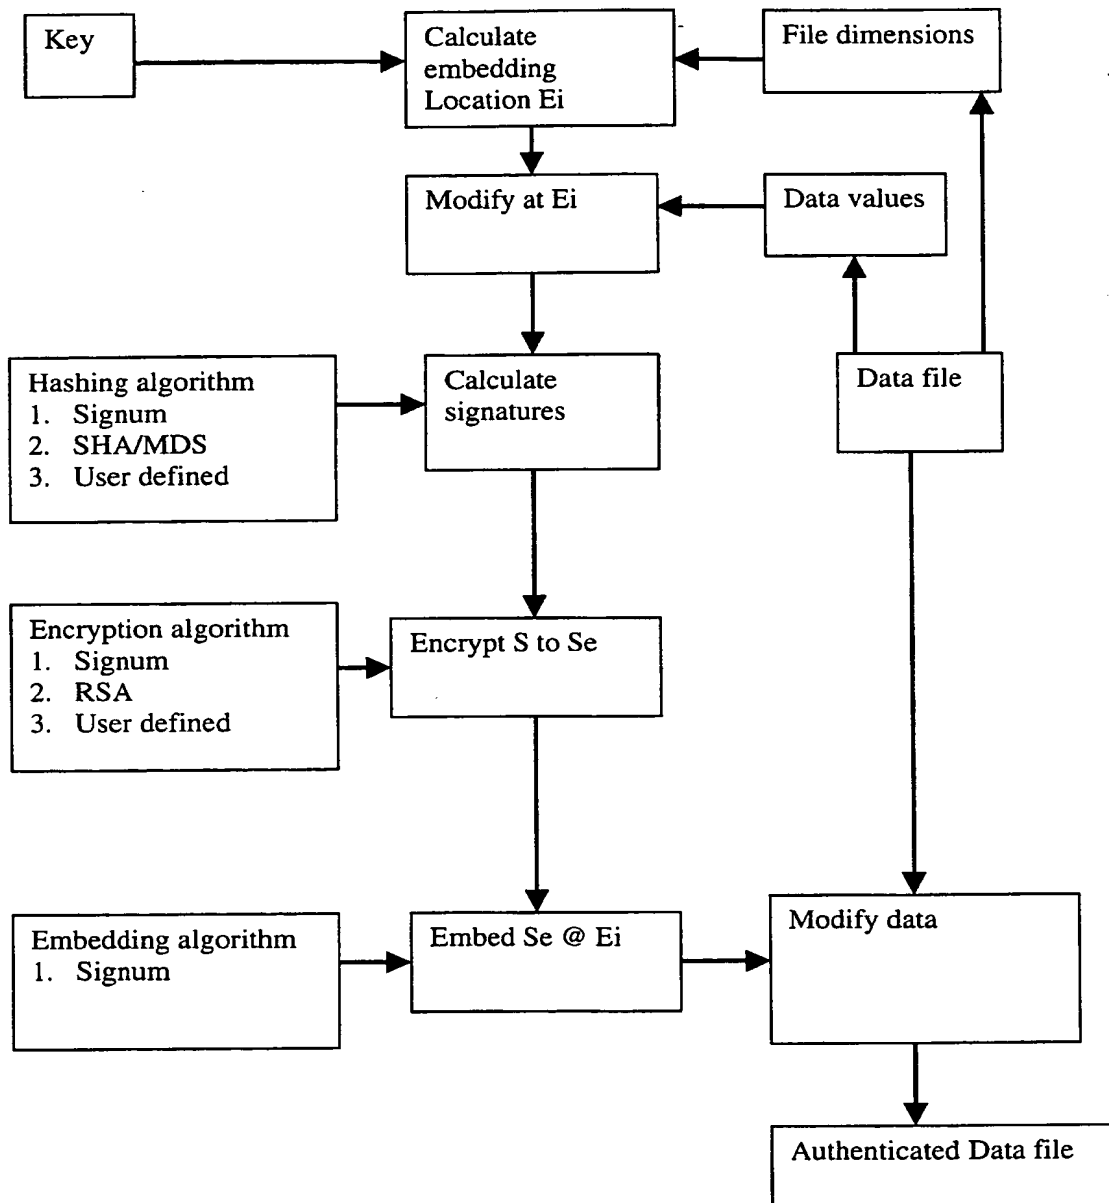 Key
Calculate
embedding
Location Ei
File dimensions
Modify at Ei
Data values
Hashing algorithm
1. Signum
2. SHA/MDS
3. User defined
Calculate
signatures
Data file
Encryption algorithm
1. Signum
2. RSA
3. User defined
Encrypt S to Se
Embedding algorithm
1. Signum
Embed Se @ Ei
Modify data
Authenticated Data file